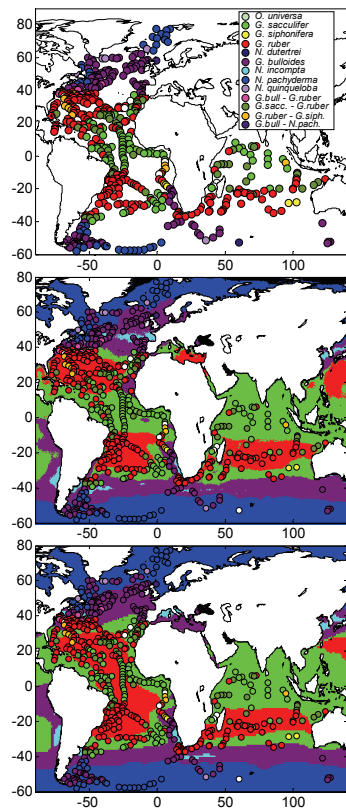 80
60
40
20
0
-20
-40
-60
O. universa
G. sacculifer
G. siphonifera
G. ruber
N. dutertrei
G. bulloides
N. incompta
N. pachyderma
N. quinqueloba
G.bull - G.ruber
G.sacc. - G.ruber
G.ruber - G.siph.
G.bull - N.pach.
-50 0 50 100
80
60
40
20
0
-20
-40
-60
-50 0 50 100
80
60
40
20
0
-20
-40
-60
-50 0 50 100